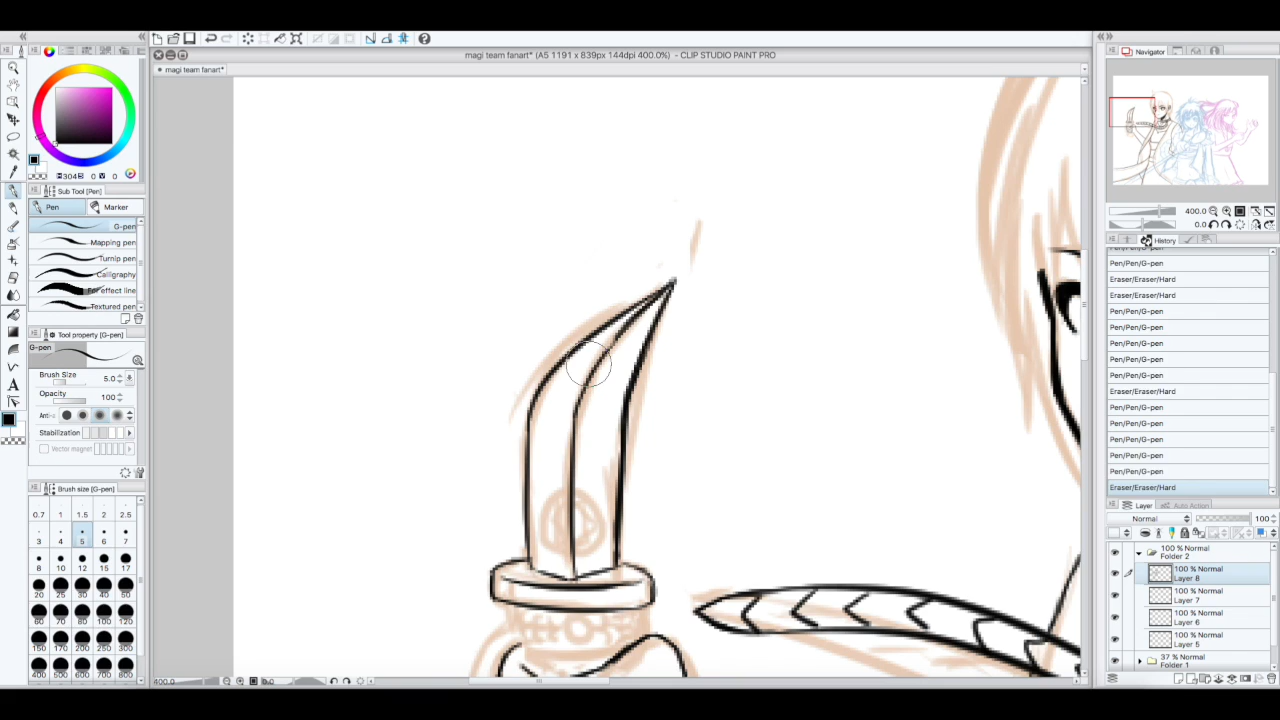 magi team fanart* (A5 1191 x 839px 144dpi 400.0%) - CLIP STUDIO PAINT PRO
magi team fanart*
Navigator
304 0 V 0
Sub Tool [Pen]
Pen Marker
G-pen
Mapping pen
Turnip pen
Calligraphy
For effect line
Textured pen
Tool property [G-pen]
G-pen
Brush Size 5.0
Opacity 100
Anti-
Stabilization
Vector magnet
Brush size [G-pen]
0.7 1 1.5 2 2.5
3 4 5 6 7
8 10 12 15 17
20 25 30 40 50
60 70 80 100 120
150 170 200 250 300
400 500 600 700 800
400.0
400.0
0.0
History
Pen/Pen/G-pen
Pen/Pen/G-pen
Eraser/Eraser/Hard
Eraser/Eraser/Hard
Pen/Pen/G-pen
Pen/Pen/G-pen
Pen/Pen/G-pen
Pen/Pen/G-pen
Pen/Pen/G-pen
Eraser/Eraser/Hard
Pen/Pen/G-pen
Pen/Pen/G-pen
Pen/Pen/G-pen
Pen/Pen/G-pen
Pen/Pen/G-pen
Eraser/Eraser/Hard
Layer Auto Action
Normal 100
100 % Normal
Folder 2
100 % Normal
Layer 8
100 % Normal
Layer 7
100 % Normal
Layer 6
100 % Normal
Layer 5
37 % Normal
Folder 1